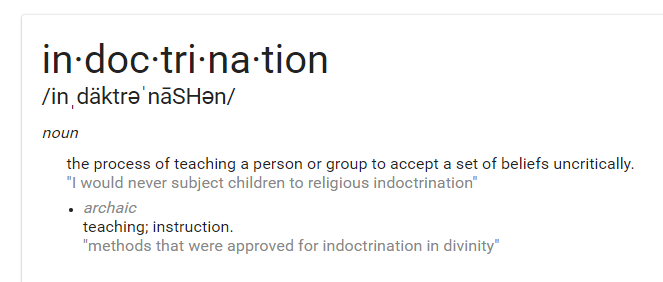 in·doc·tri·na·tion
/inˌdäktrəˈnāSHən/
noun
the process of teaching a person or group to accept a set of beliefs uncritically.
"I would never subject children to religious indoctrination"
• archaic
teaching; instruction.
"methods that were approved for indoctrination in divinity"